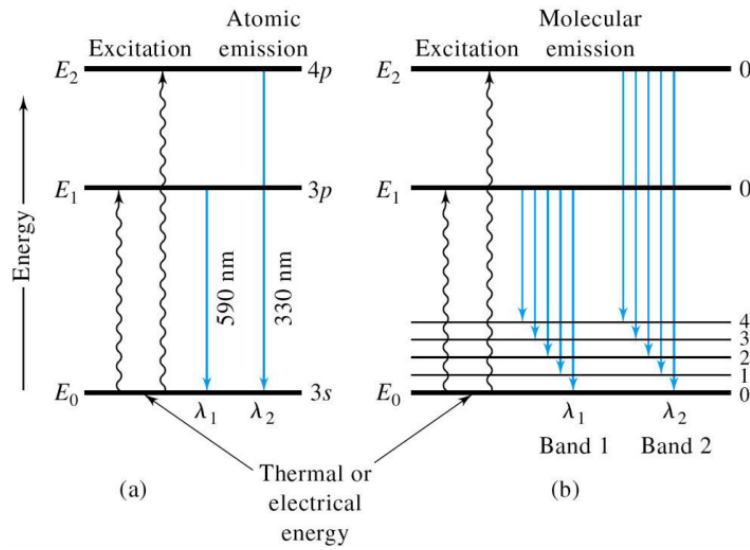 Atomic
Excitation emission
E₂ 4p
E₁ 3p
Energy
590 nm
330 nm
E₀ 3s
λ₁ λ₂
(a)
Thermal or
electrical
energy
Molecular
Excitation emission
E₂ 0
E₁ 0
4
3
2
1
E₀ 0
λ₁ λ₂
Band 1 Band 2
(b)